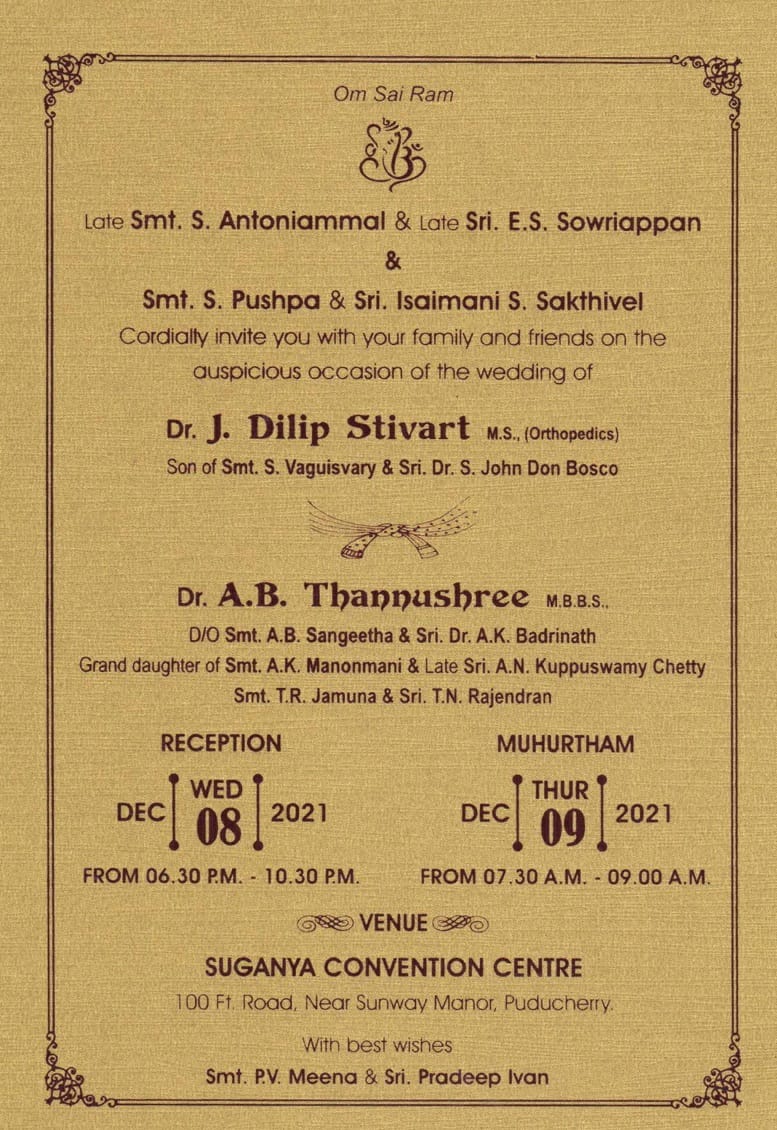 Om Sai Ram
Late Smt. S. Antoniammal & Late Sri. E.S. Sowriappan
&
Smt. S. Pushpa & Sri. Isaimani S. Sakthivel
Cordially invite you with your family and friends on the
auspicious occasion of the wedding of
Dr. J. Dilip Stivart M.S., (Orthopedics)
Son of Smt. S. Vaguisvary & Sri. Dr. S. John Don Bosco
Dr. A.B. Thannushree M.B.B.S.,
D/O Smt. A.B. Sangeetha & Sri. Dr. A.K. Badrinath
Grand daughter of Smt. A.K. Manonmani & Late Sri. A.N. Kuppuswamy Chetty
Smt. T.R. Jamuna & Sri. T.N. Rajendran
RECEPTION
DEC WED 08 2021
FROM 06.30 P.M. - 10.30 P.M.
MUHURTHAM
DEC THUR 09 2021
FROM 07.30 A.M. - 09.00 A.M.
VENUE
SUGANYA CONVENTION CENTRE
100 Ft. Road, Near Sunway Manor, Puducherry.
With best wishes
Smt. P.V. Meena & Sri. Pradeep Ivan